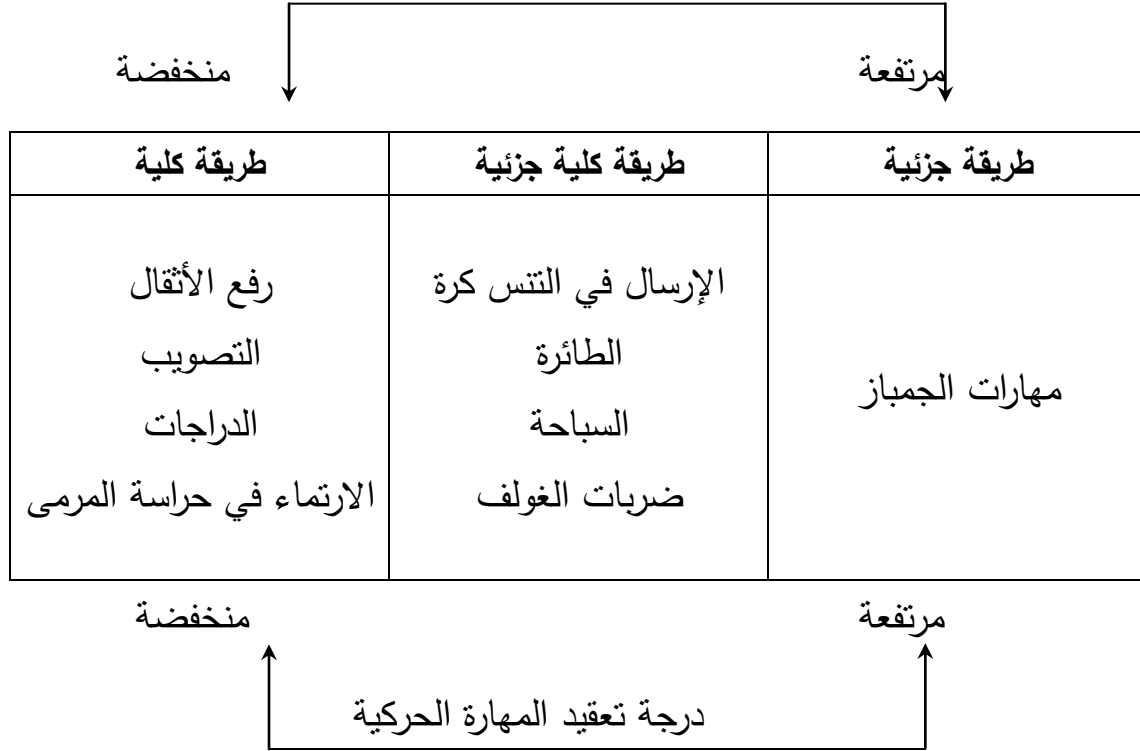 مرتفعة منخفضة
طريقة جزئية طريقة كلية جزئية طريقة كلية
مهارات الجمباز
الإرسال في التنس كرة
الطائرة
السباحة
ضربات الغولف
رفع الأثقال
التصويب
الدراجات
الارتماء في حراسة المرمى
مرتفعة منخفضة
درجة تعقيد المهارة الحركية